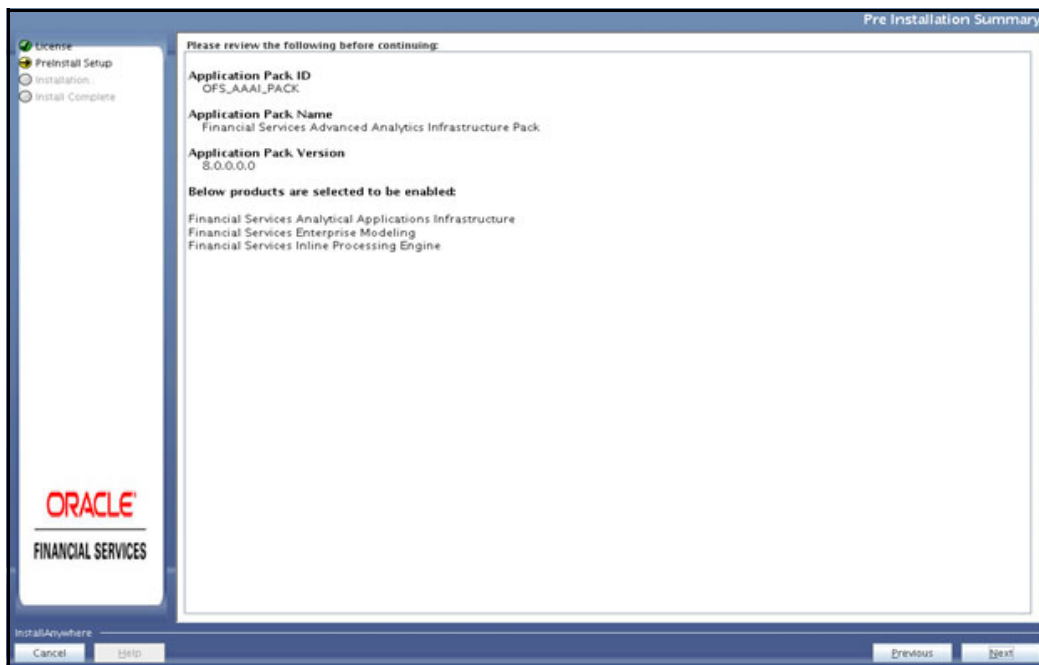 Pre Installation Summary
License
PreInstall Setup
Installation...
Install Complete
Please review the following before continuing:
Application Pack ID
OFS_AAAI_PACK
Application Pack Name
Financial Services Advanced Analytics Infrastructure Pack
Application Pack Version
8.0.0.0.0
Below products are selected to be enabled:
Financial Services Analytical Applications Infrastructure
Financial Services Enterprise Modeling
Financial Services Inline Processing Engine
ORACLE
FINANCIAL SERVICES
InstallAnywhere
Cancel
Help
Previous
Next